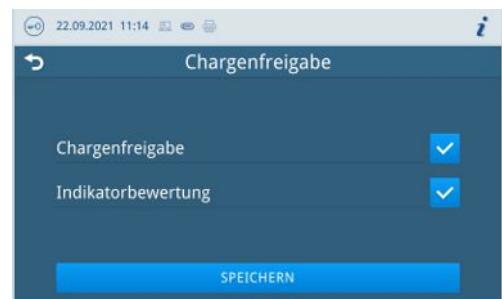 22.09.2021 11:14
Chargenfreigabe
Chargenfreigabe
Indikatorbewertung
SPEICHERN